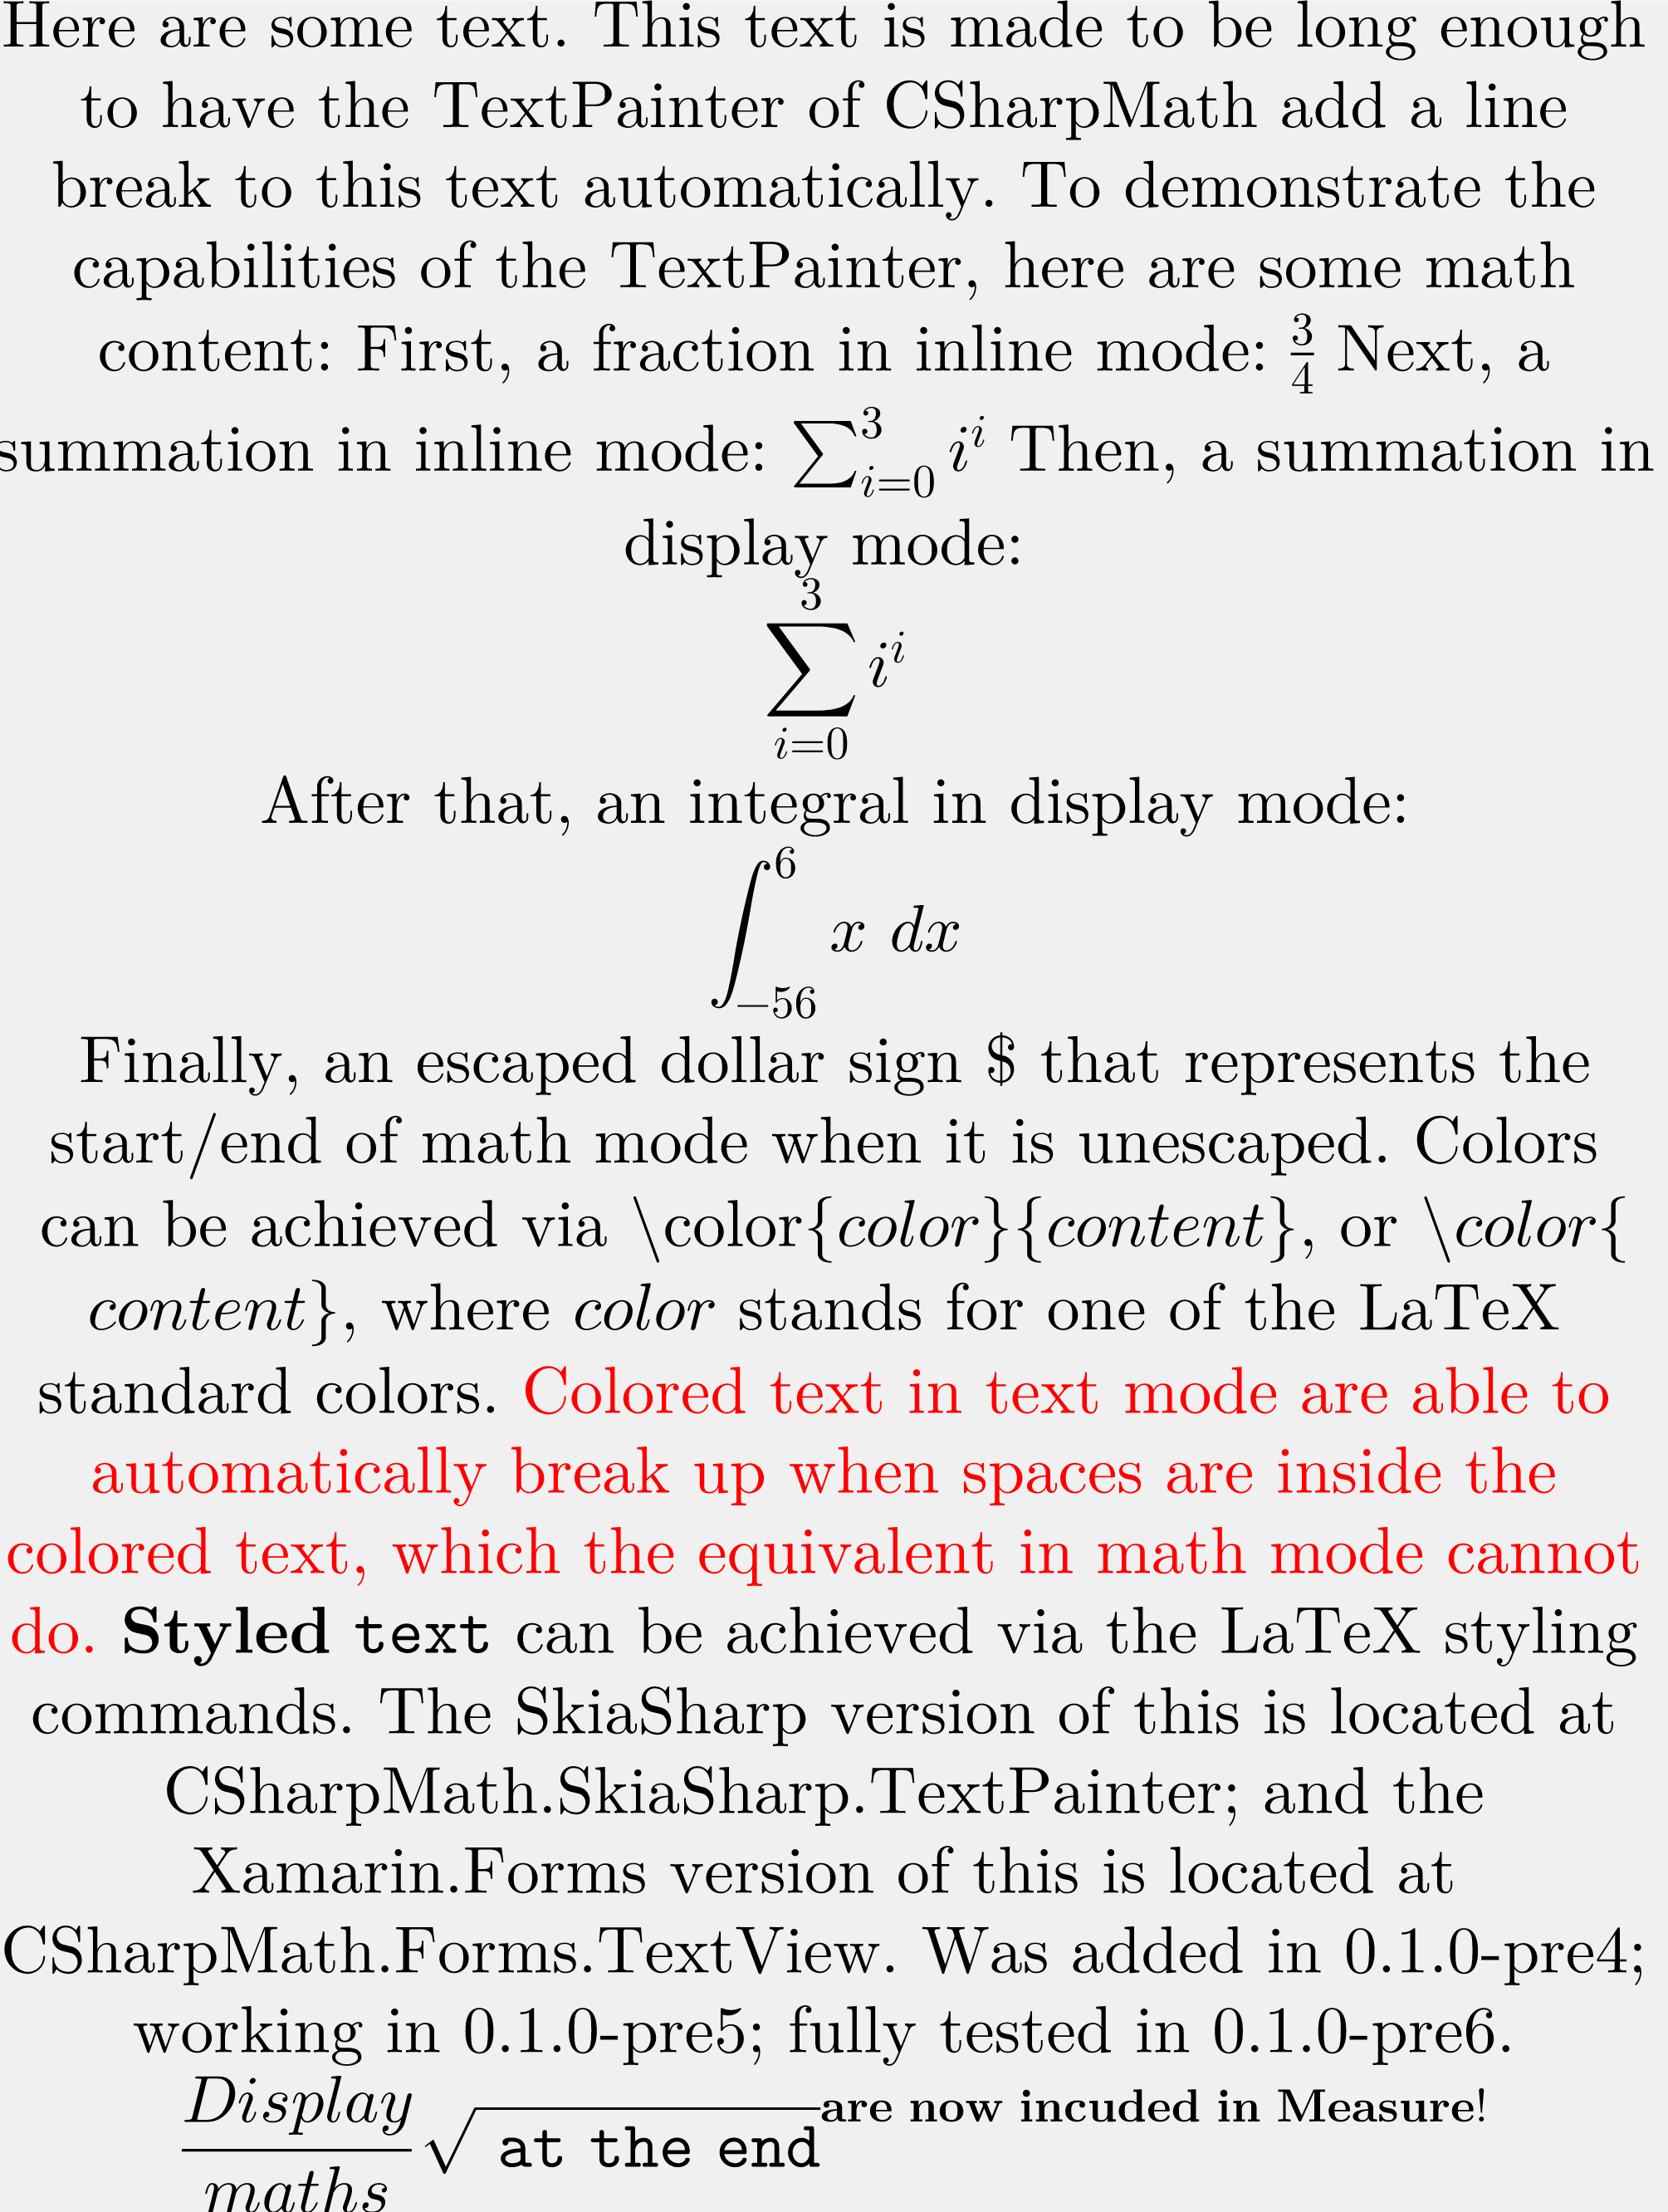 Here are some text. This text is made to be long enough
to have the TextPainter of CSharpMath add a line
break to this text automatically. To demonstrate the
capabilities of the TextPainter, here are some math
content: First, a fraction in inline mode: $\frac{3}{4}$ Next, a
summation in inline mode: $\sum_{i=0}^{3} i^i$ Then, a summation in
display mode:
$$\sum_{i=0}^{3} i^i$$
After that, an integral in display mode:
$$\int_{-56}^{6} x \ dx$$
Finally, an escaped dollar sign $ that represents the
start/end of math mode when it is unescaped. Colors
can be achieved via \color{color}{content}, or \color{
content}, where color stands for one of the LaTeX
standard colors. Colored text in text mode are able to
automatically break up when spaces are inside the
colored text, which the equivalent in math mode cannot
do. Styled text can be achieved via the LaTeX styling
commands. The SkiaSharp version of this is located at
CSharpMath.SkiaSharp.TextPainter; and the
Xamarin.Forms version of this is located at
CSharpMath.Forms.TextView. Was added in 0.1.0-pre4;
working in 0.1.0-pre5; fully tested in 0.1.0-pre6.
$$\frac{Display}{maths} \sqrt{\texttt{at the end}}^{\textbf{are now incuded in Measure!}}$$